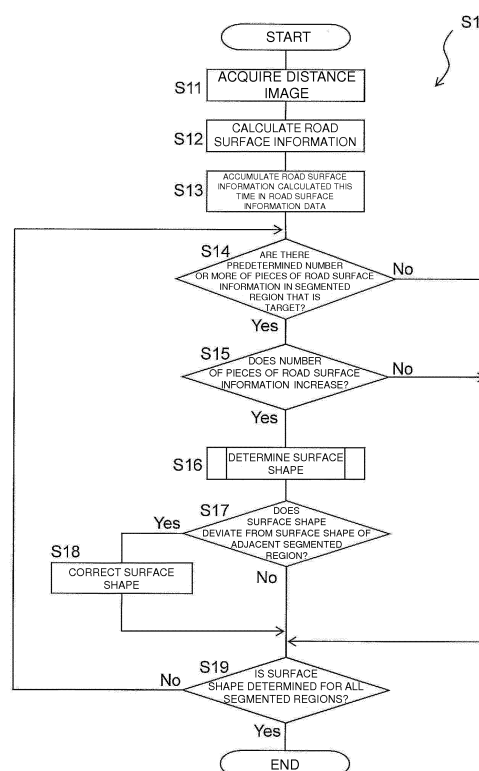 S1
START
S11
ACQUIRE DISTANCE
IMAGE
S12
CALCULATE ROAD
SURFACE INFORMATION
S13
ACCUMULATE ROAD SURFACE
INFORMATION CALCULATED THIS
TIME IN ROAD SURFACE
INFORMATION DATA
S14
ARE THERE
PREDETERMINED NUMBER
OR MORE OF PIECES OF ROAD SURFACE
INFORMATION IN SEGMENTED
REGION THAT IS
TARGET?
No
Yes
S15
DOES NUMBER
OF PIECES OF ROAD SURFACE
INFORMATION INCREASE?
No
Yes
S16
DETERMINE SURFACE
SHAPE
S17
DOES
SURFACE SHAPE
DEVIATE FROM SURFACE SHAPE OF
ADJACENT SEGMENTED
REGION?
Yes
No
S18
CORRECT SURFACE
SHAPE
S19
IS SURFACE
SHAPE DETERMINED FOR ALL
SEGMENTED REGIONS?
No
Yes
END